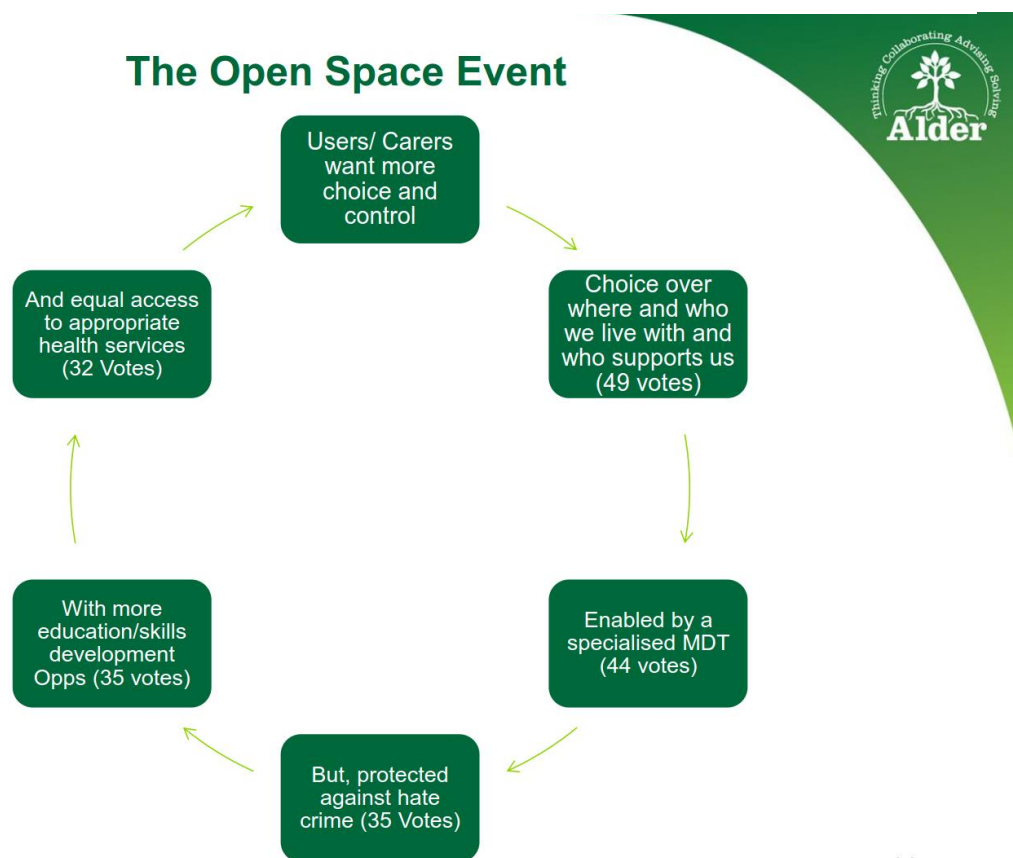 The Open Space Event
Thinking Collaborating Advising Solving
Alder
Users/ Carers
want more
choice and
control
Choice over
where and who
we live with and
who supports us
(49 votes)
Enabled by a
specialised MDT
(44 votes)
But, protected
against hate
crime (35 Votes)
With more
education/skills
development
Opps (35 votes)
And equal access
to appropriate
health services
(32 Votes)